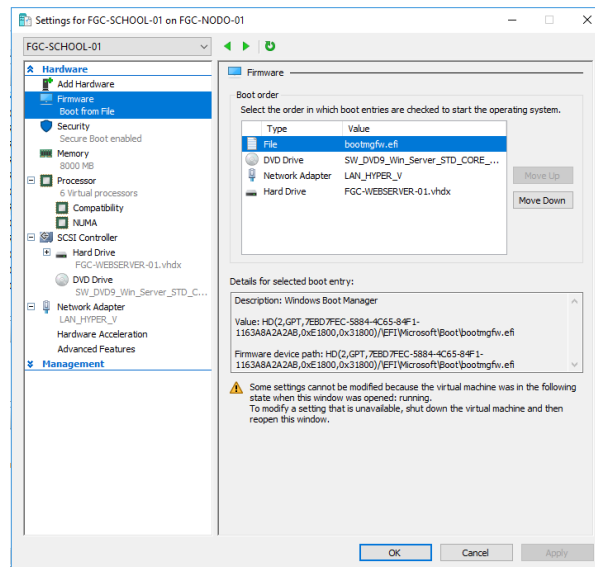 Settings for FGC-SCHOOL-01 on FGC-NODO-01
FGC-SCHOOL-01
Hardware
Add Hardware
Firmware
Boot from File
Security
Secure Boot enabled
Memory
8000 MB
Processor
6 Virtual processors
Compatibility
NUMA
SCSI Controller
Hard Drive
FGC-WEBSERVER-01.vhdx
DVD Drive
SW_DVD9_Win_Server_STD_C...
Network Adapter
LAN_HYPER_V
Hardware Acceleration
Advanced Features
Management
Firmware
Boot order
Select the order in which boot entries are checked to start the operating system.
Type Value
File bootmgfw.efi
DVD Drive SW_DVD9_Win_Server_STD_CORE_...
Network Adapter LAN_HYPER_V
Hard Drive FGC-WEBSERVER-01.vhdx
Move Up
Move Down
Details for selected boot entry:
Description: Windows Boot Manager
Value: HD(2,GPT,7EBD7FEC-5884-4C65-84F1-
1163A8A2A2AB,0xE1800,0x31800)/\EFI\Microsoft\Boot\bootmgfw.efi
Firmware device path: HD(2,GPT,7EBD7FEC-5884-4C65-84F1-
1163A8A2A2AB,0xE1800,0x31800)/\EFI\Microsoft\Boot\bootmgfw.efi
Some settings cannot be modified because the virtual machine was in the following
state when this window was opened: running.
To modify a setting that is unavailable, shut down the virtual machine and then
reopen this window.
OK Cancel Apply